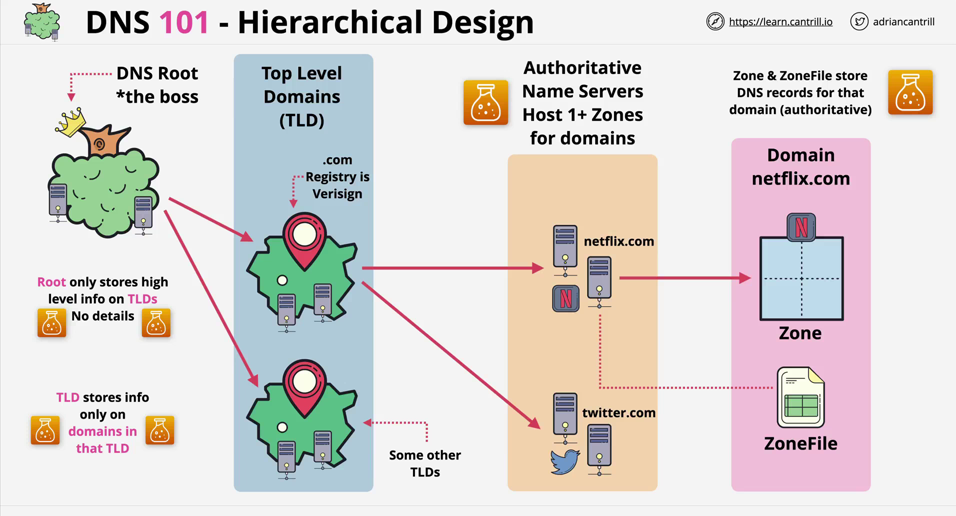 DNS 101 - Hierarchical Design
https://learn.cantrill.io
adriancantrill
DNS Root
*the boss
Root only stores high
level info on TLDs
No details
TLD stores info
only on
domains in
that TLD
Top Level
Domains
(TLD)
.com
Registry is
Verisign
Some other
TLDs
Authoritative
Name Servers
Host 1+ Zones
for domains
netflix.com
N
twitter.com
Zone & ZoneFile store
DNS records for that
domain (authoritative)
Domain
netflix.com
N
Zone
ZoneFile